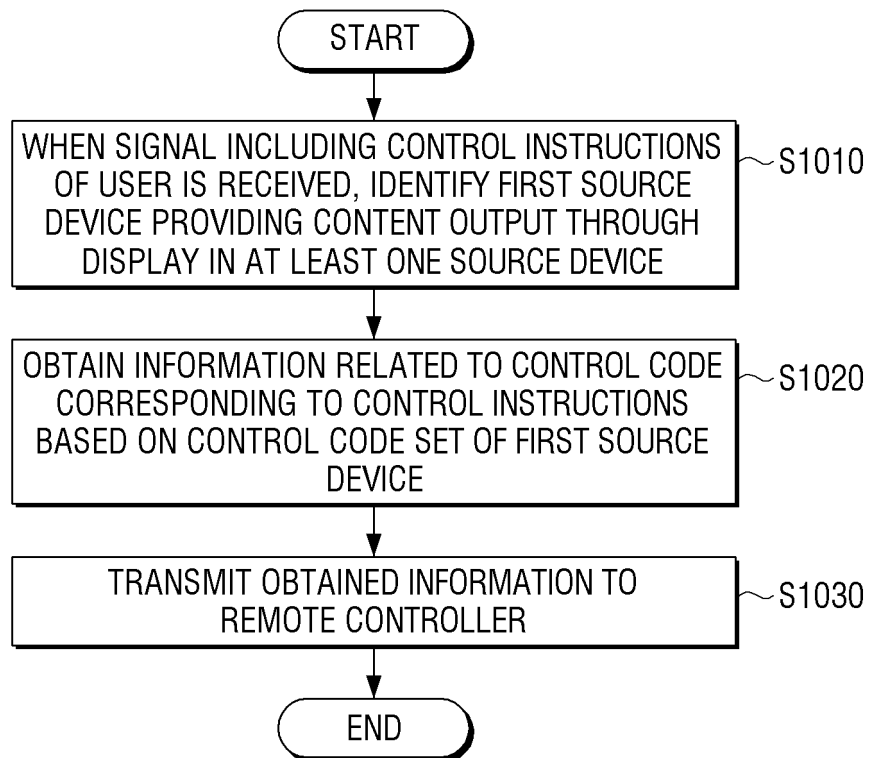 START
WHEN SIGNAL INCLUDING CONTROL INSTRUCTIONS
OF USER IS RECEIVED, IDENTIFY FIRST SOURCE
DEVICE PROVIDING CONTENT OUTPUT THROUGH
DISPLAY IN AT LEAST ONE SOURCE DEVICE
S1010
OBTAIN INFORMATION RELATED TO CONTROL CODE
CORRESPONDING TO CONTROL INSTRUCTIONS
BASED ON CONTROL CODE SET OF FIRST SOURCE
DEVICE
S1020
TRANSMIT OBTAINED INFORMATION TO
REMOTE CONTROLLER
S1030
END